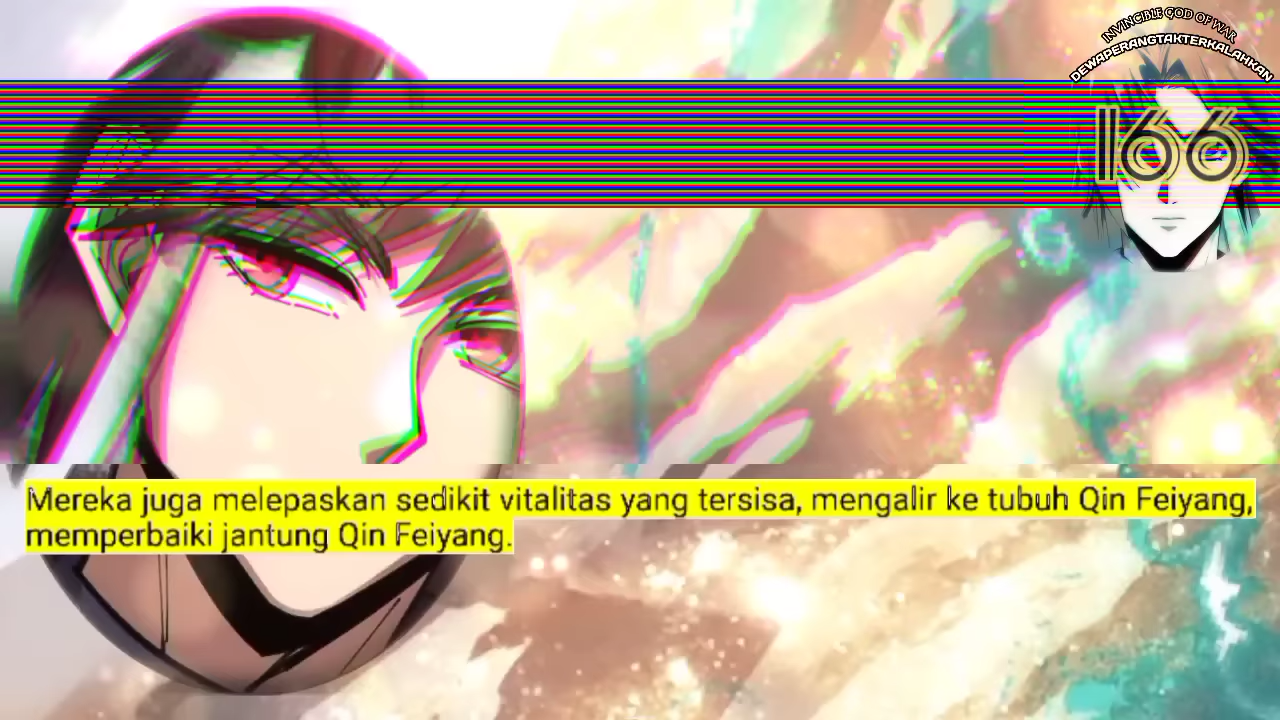 INVINCIBLE GOD OF WAR
DEWAPERANGTAKTERKALAHKAN
166
Mereka juga melepaskan sedikit vitalitas yang tersisa, mengalir ke tubuh Qin Feiyang,
memperbaiki jantung Qin Feiyang.